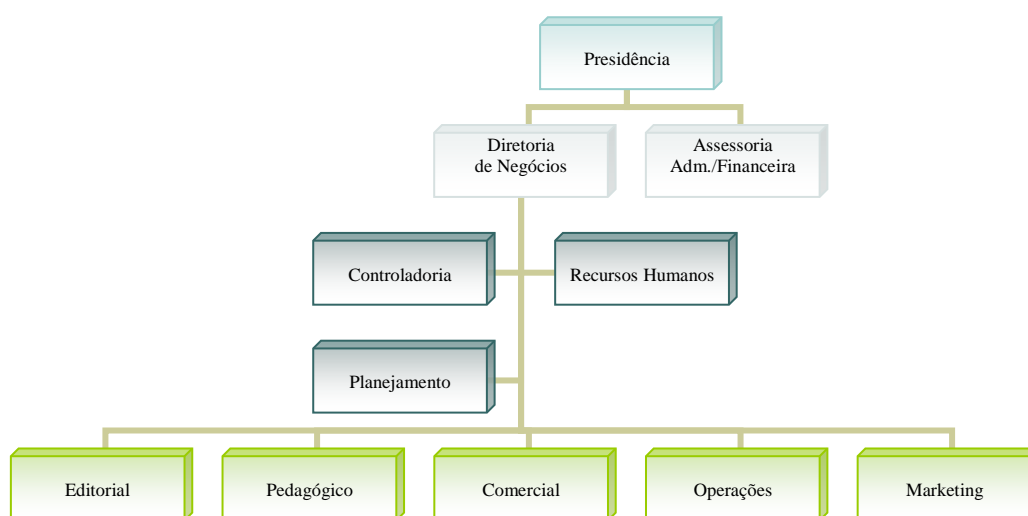 Presidência
Diretoria
de Negócios
Assessoria
Adm./Financeira
Controladoria
Recursos Humanos
Planejamento
Editorial
Pedagógico
Comercial
Operações
Marketing